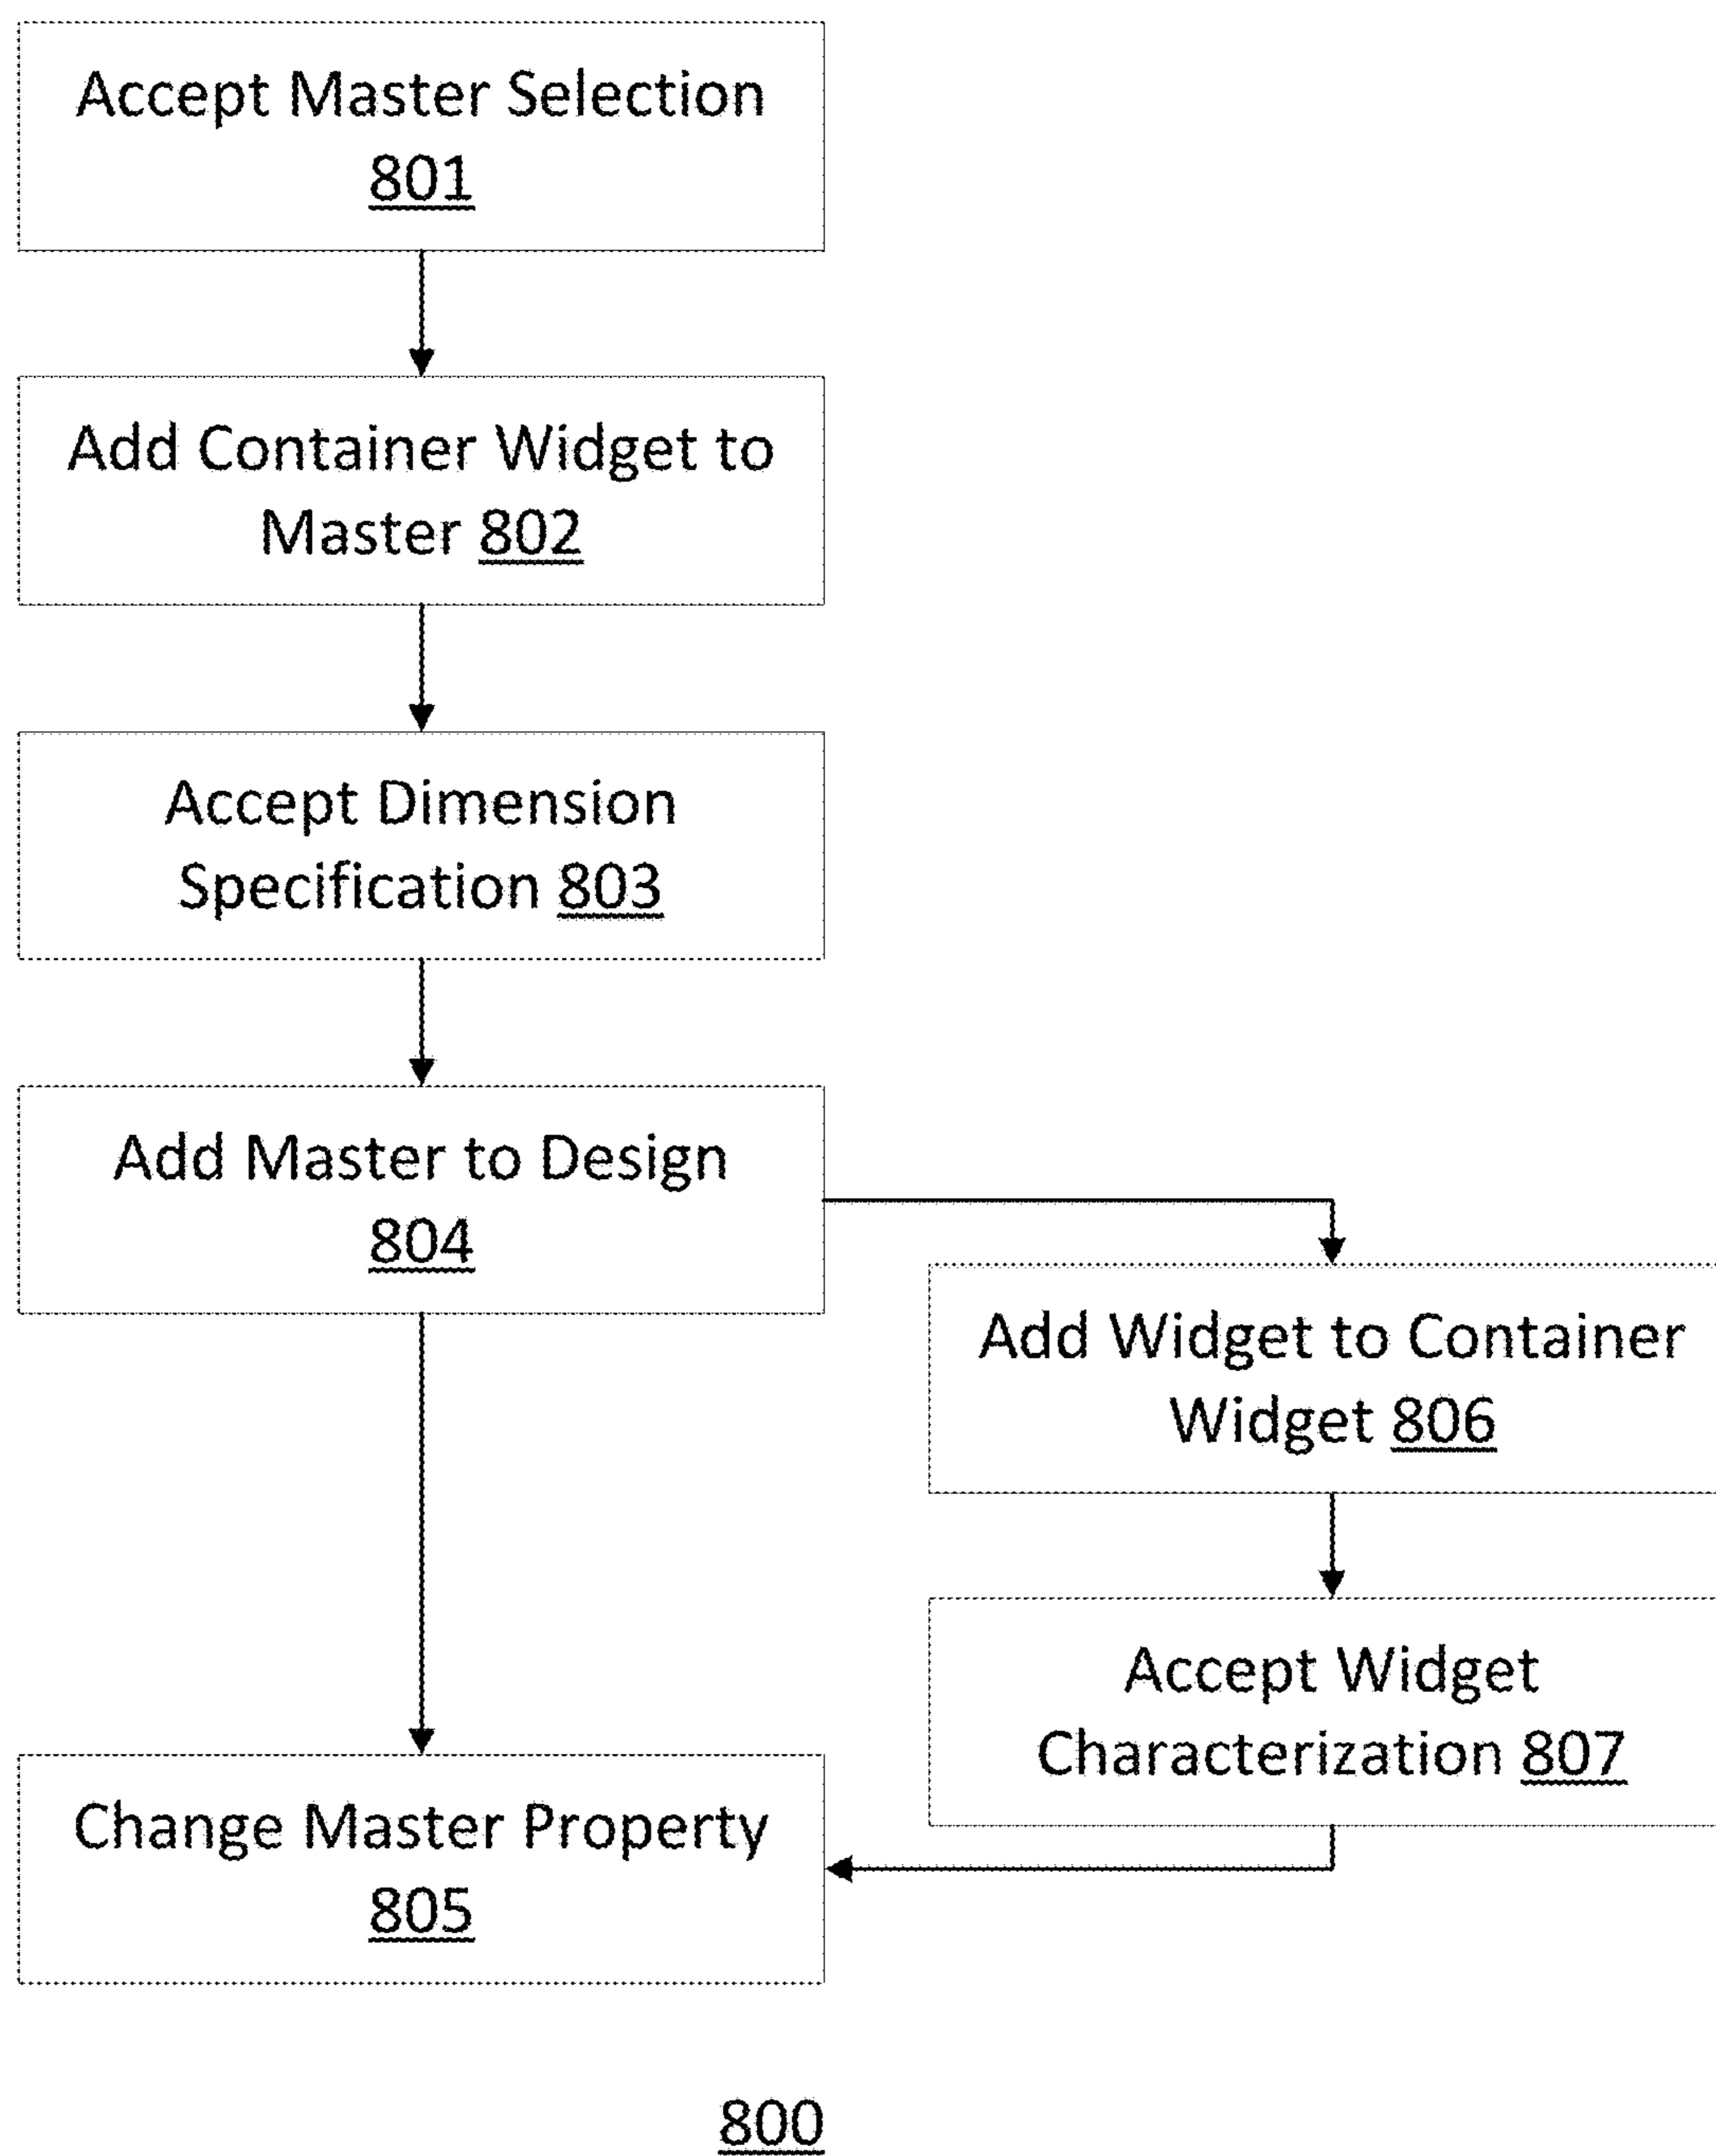 Accept Master Selection
801
Add Container Widget to
Master 802
Accept Dimension
Specification 803
Add Master to Design
804
Add Widget to Container
Widget 806
Accept Widget
Characterization 807
Change Master Property
805
800